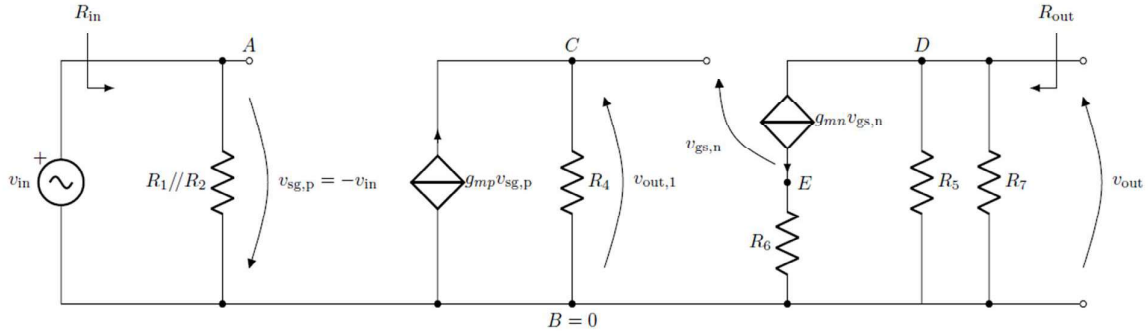 R_in
A
C
D
R_out
v_in
+
R_1//R_2
v_sg,p = −v_in
g_mp v_sg,p
R_4
v_out,1
v_gs,n
g_mn v_gs,n
E
R_6
R_5
R_7
v_out
B = 0